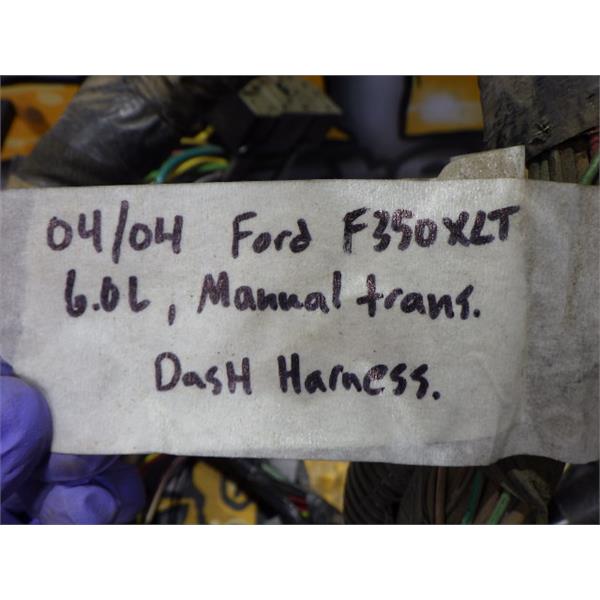 04/04 Ford F350XLT
6.0L, Manual trans.
Dash Harness.